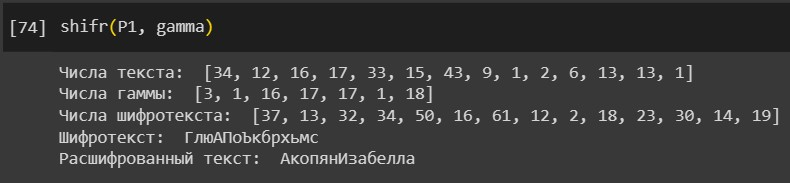 [74] shifr(P1, gamma)
Числа текста:  [34, 12, 16, 17, 33, 15, 43, 9, 1, 2, 6, 13, 13, 1]
Числа гаммы:  [3, 1, 16, 17, 17, 1, 18]
Числа шифротекста:  [37, 13, 32, 34, 50, 16, 61, 12, 2, 18, 23, 30, 14, 19]
Шифротекст:  ГлюАПоЪкбрхьмс
Расшифрованный текст:  АкопянИзабелла